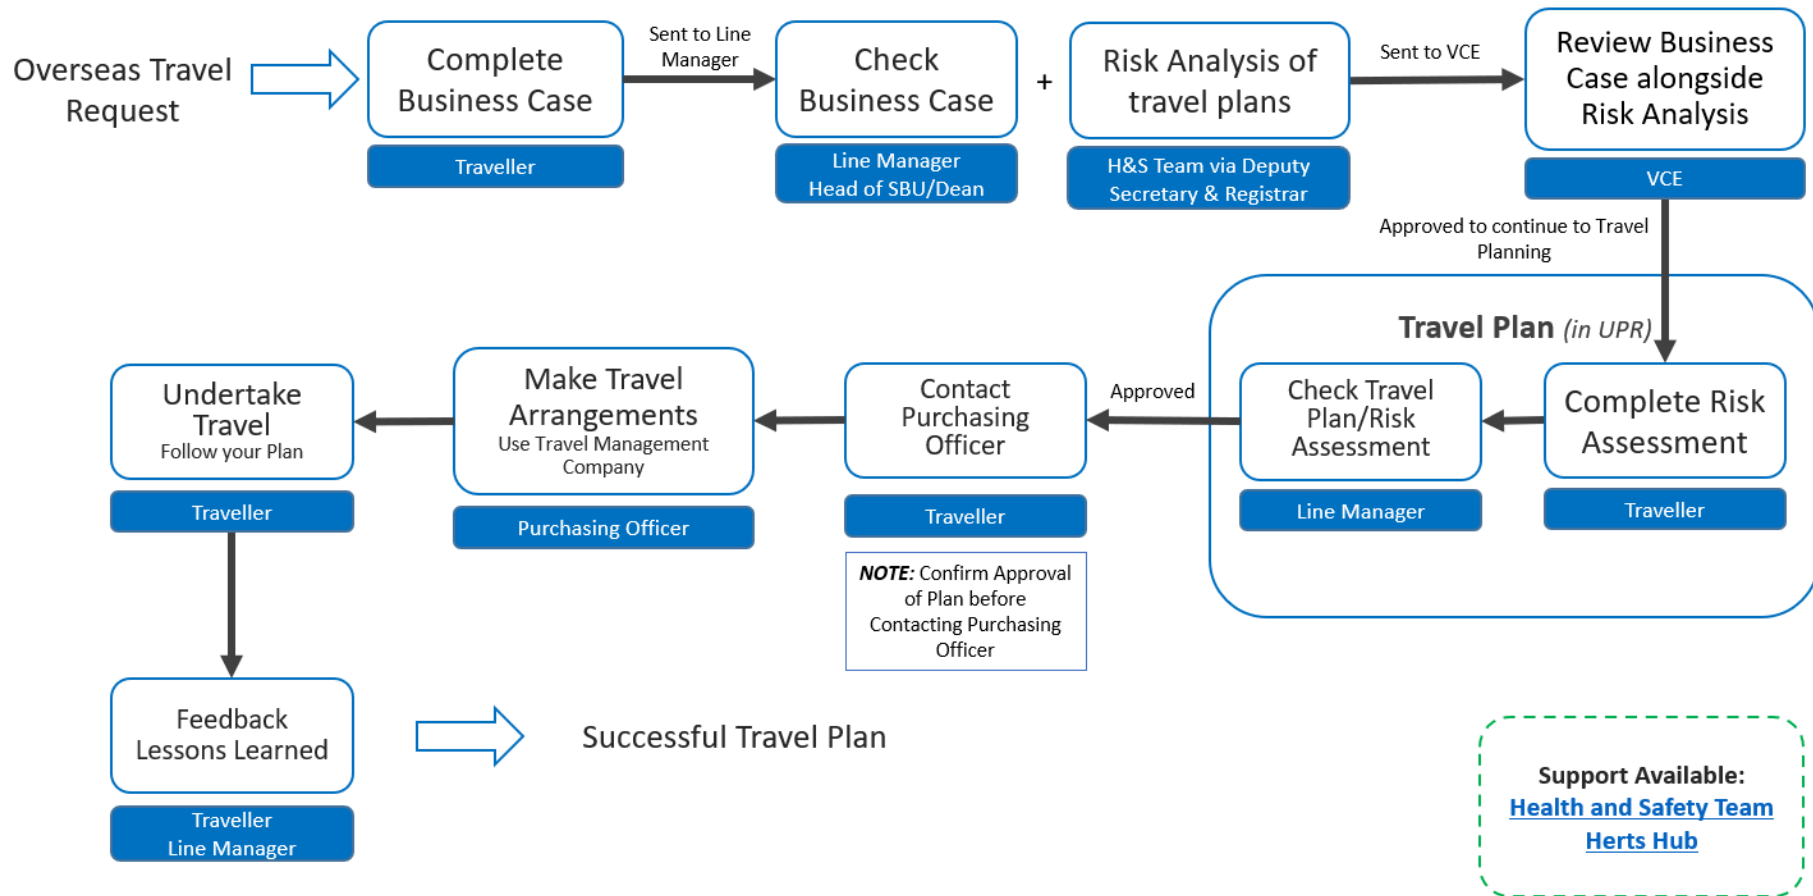 Overseas Travel
Request
Complete
Business Case
Traveller
Sent to Line
Manager
Check
Business Case
Line Manager
Head of SBU/Dean
+
Risk Analysis of
travel plans
H&S Team via Deputy
Secretary & Registrar
Sent to VCE
Review Business
Case alongside
Risk Analysis
VCE
Approved to continue to Travel
Planning
Travel Plan (in UPR)
Complete Risk
Assessment
Traveller
Check Travel
Plan/Risk
Assessment
Line Manager
Approved
Contact
Purchasing
Officer
Traveller
NOTE: Confirm Approval
of Plan before
Contacting Purchasing
Officer
Make Travel
Arrangements
Use Travel Management
Company
Purchasing Officer
Undertake
Travel
Follow your Plan
Traveller
Feedback
Lessons Learned
Traveller
Line Manager
Successful Travel Plan
Support Available:
Health and Safety Team
Herts Hub